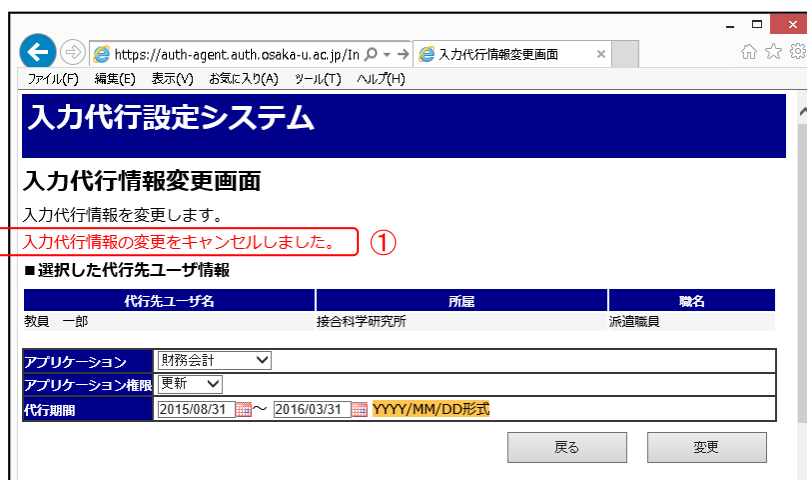 https://auth-agent.auth.osaka-u.ac.jp/In 入力代行情報変更画面 ×
ファイル(F) 編集(E) 表示(V) お気に入り(A) ツール(T) ヘルプ(H)
入力代行設定システム
入力代行情報変更画面
入力代行情報を変更します。
入力代行情報の変更をキャンセルしました。 ①
■選択した代行先ユーザ情報
代行先ユーザ名 所属 職名
教員 一郎 接合科学研究所 派遣職員
アプリケーション 財務会計
アプリケーション権限 更新
代行期間 2015/08/31 ～ 2016/03/31 YYYY/MM/DD形式
戻る 変更